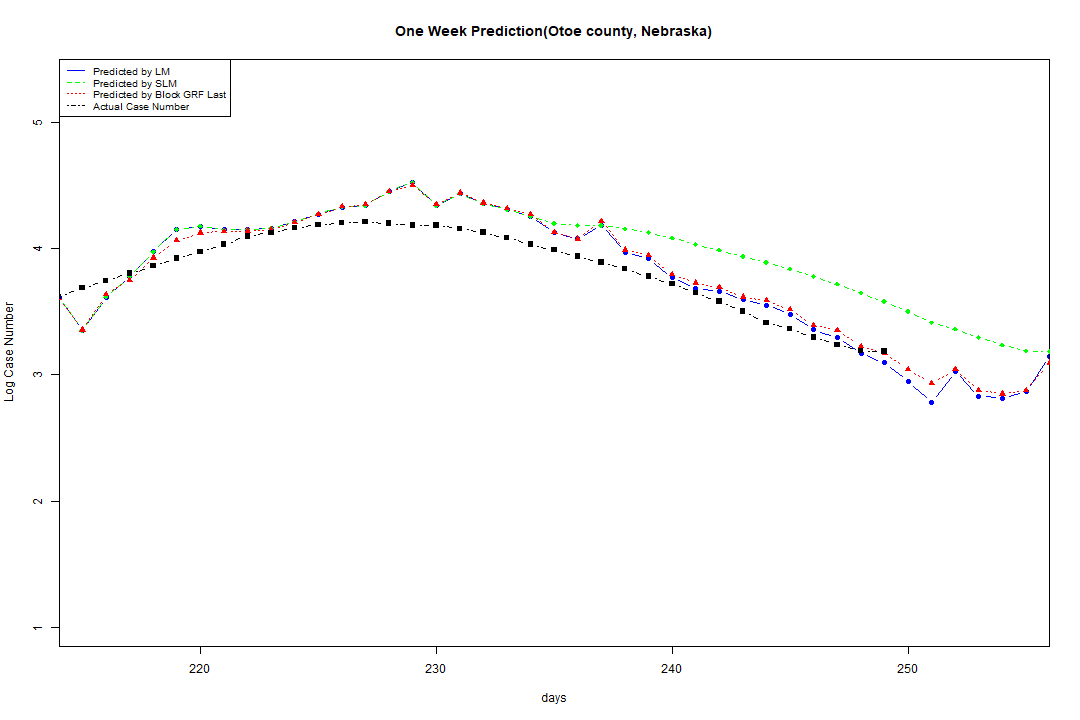 One Week Prediction(Otoe county, Nebraska)
Predicted by LM
Predicted by SLM
Predicted by Block GRF Last
Actual Case Number
5
4
3
2
1
Log Case Number
220
230
240
250
days